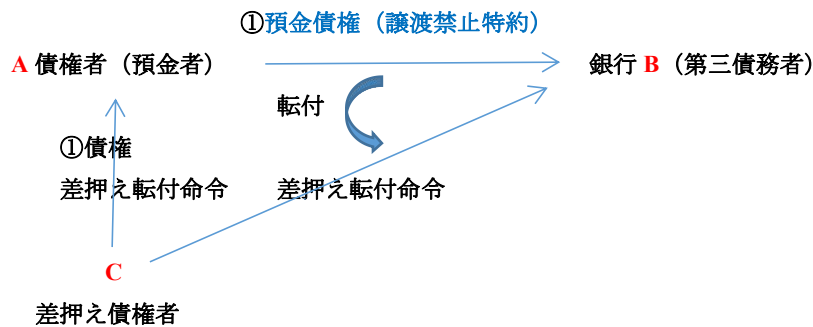 ①預金債権（譲渡禁止特約）
A 債権者（預金者） 銀行 B（第三債務者）
転付
①債権
差押え転付命令 差押え転付命令
C
差押え債権者